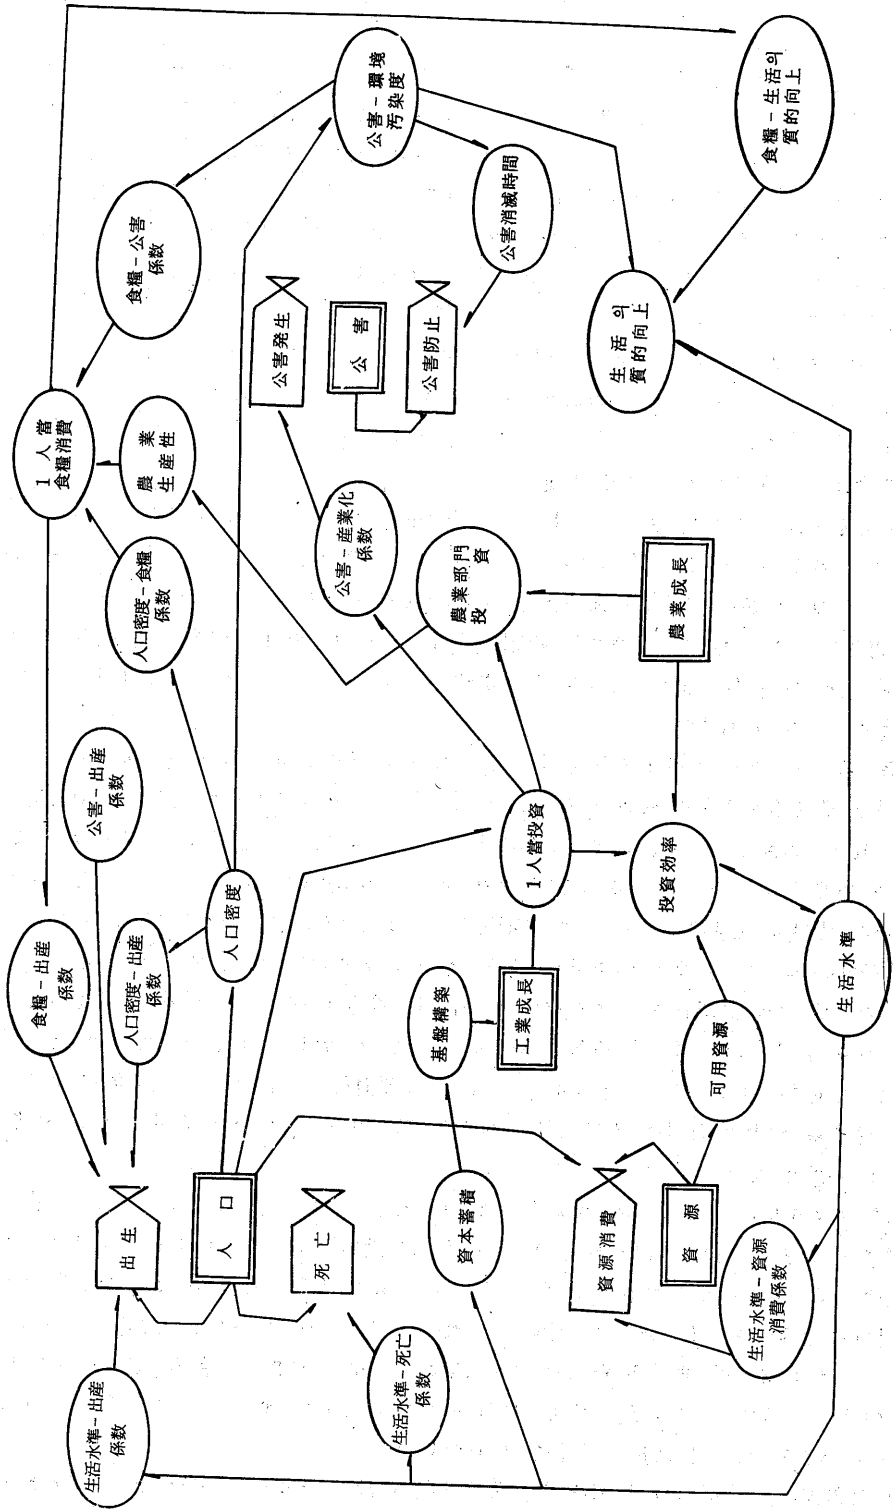 生活水準-出産
係数
出 生
食糧-出産
係数
公害-出産
係数
人口密度-出産
係数
人口密度
人口密度-食糧
係数
1 人 當
食糧消費
農 業
生産性
食糧-公害
係数
人 口
死 亡
生活水準-死亡
係数
公害-環境
汚染度
公害消滅時間
公害発生
公 害
公害防止
公害-産業化
係数
農業部門
投 資
資本蓄積
基盤構築
工業成長
1人當投資
農業成長
生 活 의
質的向上
食糧-生活의
質的向上
資源消費
資 源
可用資源
投資効率
生活水準-資源
消費係数
生活水準